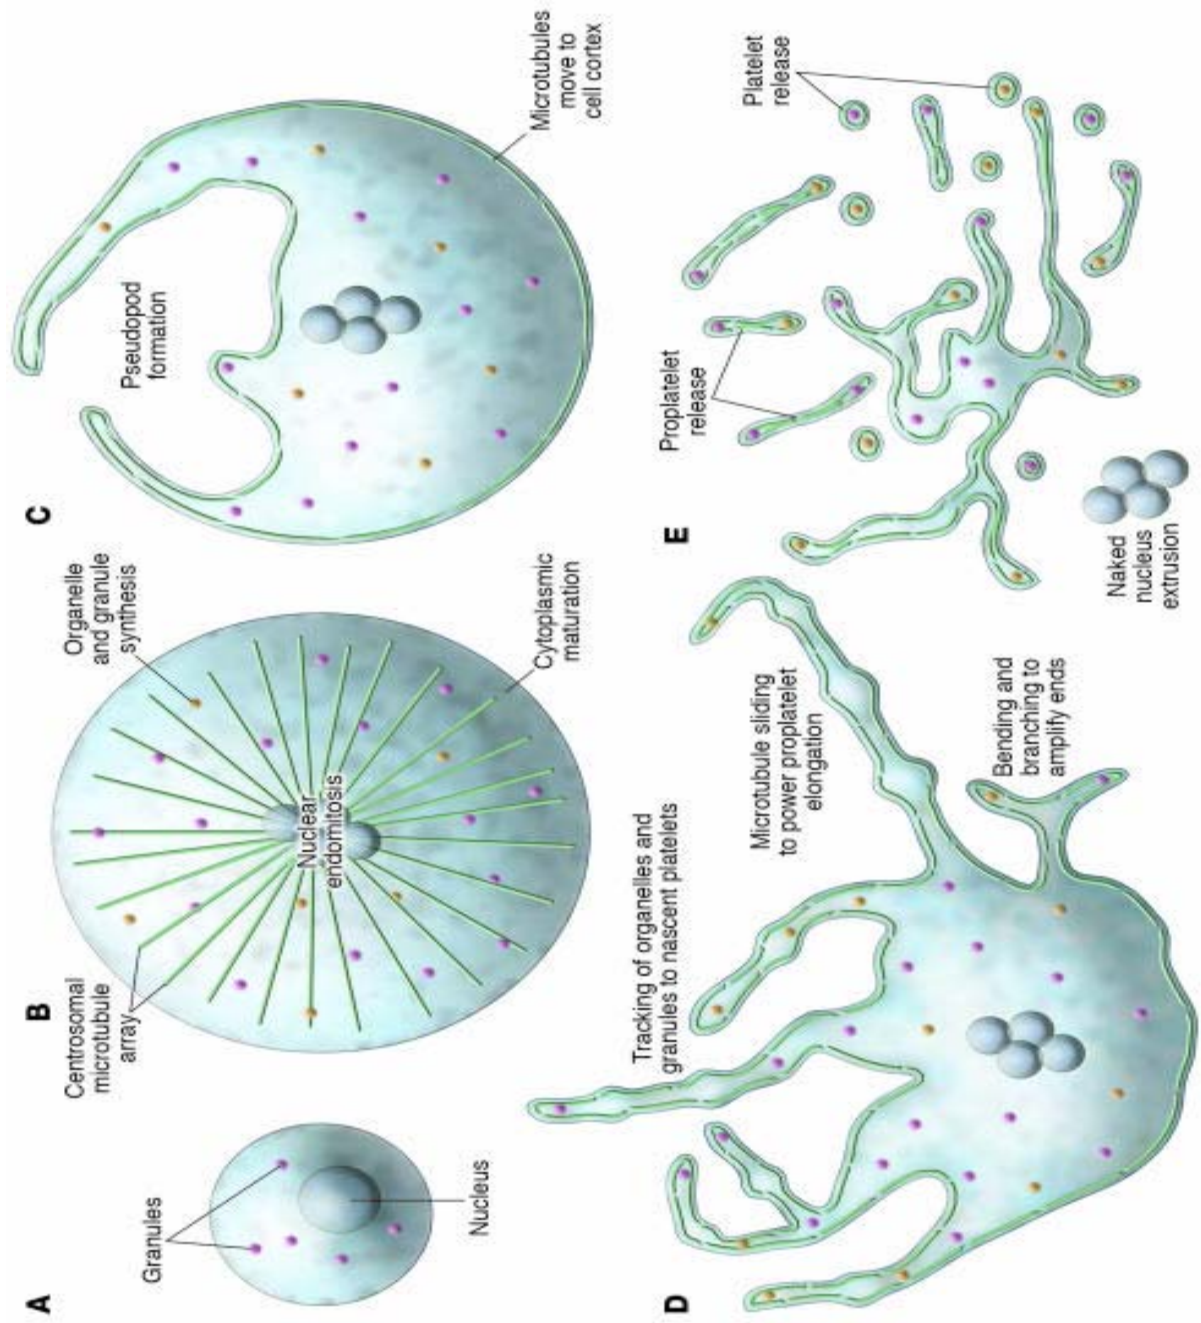 A
Granules
Nucleus
B
Centrosomal
microtubule
array
Organelle
and granule
synthesis
Nuclear
endomitosis
Cytoplasmic
maturation
C
Pseudopod
formation
Microtubules
move to
cell cortex
D
Tracking of organelles and
granules to nascent platelets
Microtubule sliding
to power proplatelet
elongation
Bending and
branching to
amplify ends
E
Proplatelet
release
Platelet
release
Naked
nucleus
extrusion